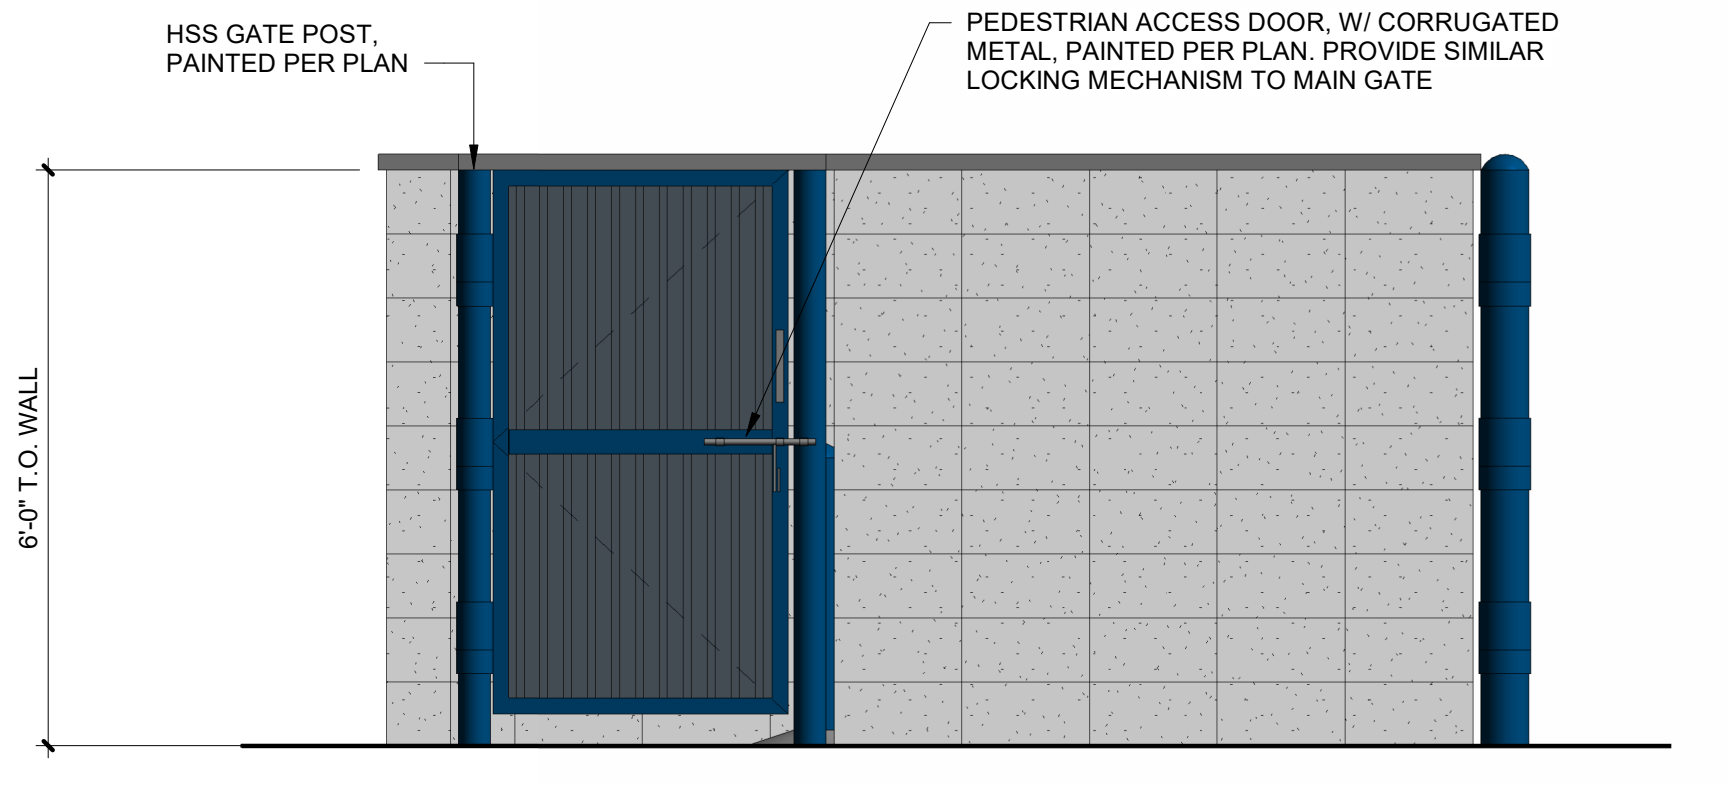 HSS GATE POST,
PAINTED PER PLAN
PEDESTRIAN ACCESS DOOR, W/ CORRUGATED
METAL, PAINTED PER PLAN. PROVIDE SIMILAR
LOCKING MECHANISM TO MAIN GATE
6'-0" T.O. WALL